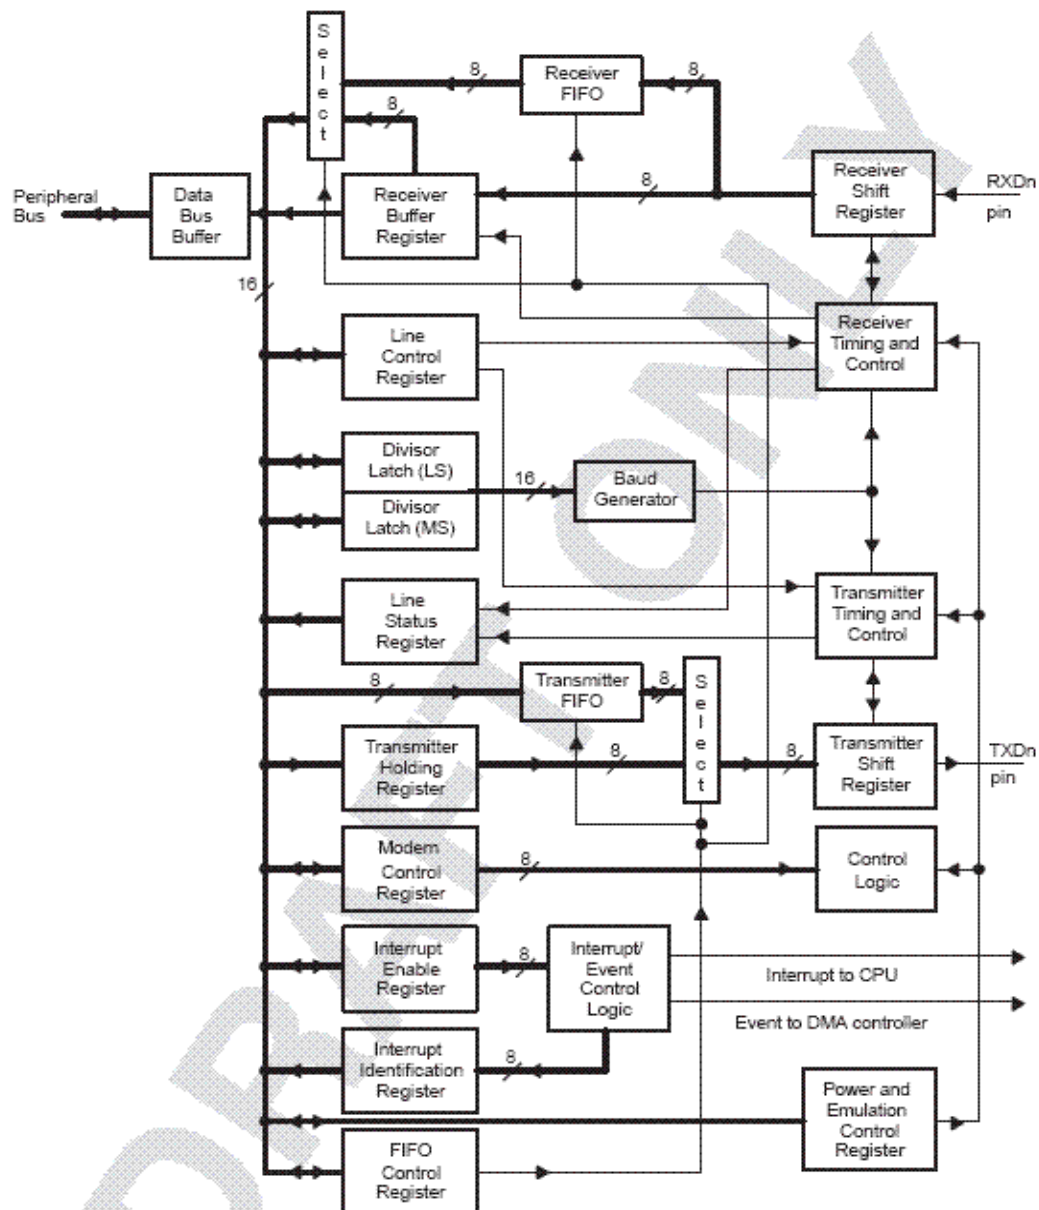 S
e
l
e
c
t
8
Receiver
FIFO
8
8
Peripheral
Bus
Data
Bus
Buffer
Receiver
Buffer
Register
8
Receiver
Shift
Register
RXDn
pin
16
Line
Control
Register
Receiver
Timing and
Control
Divisor
Latch (LS)
Divisor
Latch (MS)
16
Baud
Generator
Line
Status
Register
Transmitter
Timing and
Control
8
Transmitter
FIFO
8
S
e
l
e
c
t
Transmitter
Holding
Register
8
8
Transmitter
Shift
Register
TXDn
pin
Modem
Control
Register
8
Control
Logic
Interrupt
Enable
Register
8
Interrupt/
Event
Control
Logic
Interrupt to CPU
Event to DMA controller
Interrupt
Identification
Register
8
Power and
Emulation
Control
Register
FIFO
Control
Register
DRAFT ONLY